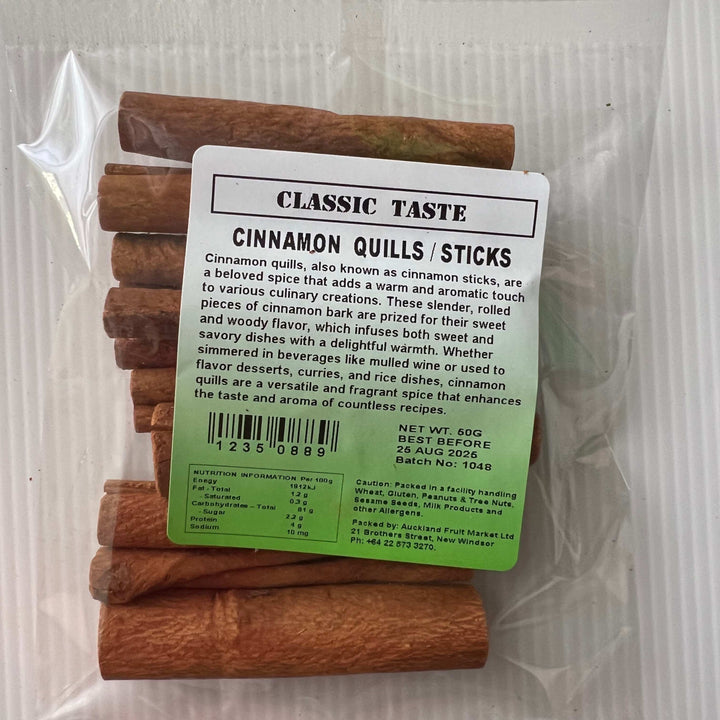 CLASSIC TASTE
CINNAMON QUILLS / STICKS
Cinnamon quills, also known as cinnamon sticks, are
a beloved spice that adds a warm and aromatic touch
to various culinary creations. These slender, rolled
pieces of cinnamon bark are prized for their sweet
and woody flavor, which infuses both sweet and
savory dishes with a delightful warmth. Whether
simmered in beverages like mulled wine or used to
flavor desserts, curries, and rice dishes, cinnamon
quills are a versatile and fragrant spice that enhances
the taste and aroma of countless recipes.
1235 0889
NET WT. 50G
BEST BEFORE
25 AUG 2025
Batch No: 1048
NUTRITION INFORMATION Per 100g
Energy 1912kJ
Fat - Total 1.2 g
- Saturated 0.3 g
Carbohydrates – Total 81 g
- Sugar 2.2 g
Protein 4 g
Sodium 10 mg
Caution: Packed in a facility handling
Wheat, Gluten, Peanuts & Tree Nuts,
Sesame Seeds, Milk Products and
other Allergens.
Packed by: Auckland Fruit Market Ltd
21 Brothers Street, New Windsor
Ph: +64 22 573 3270.